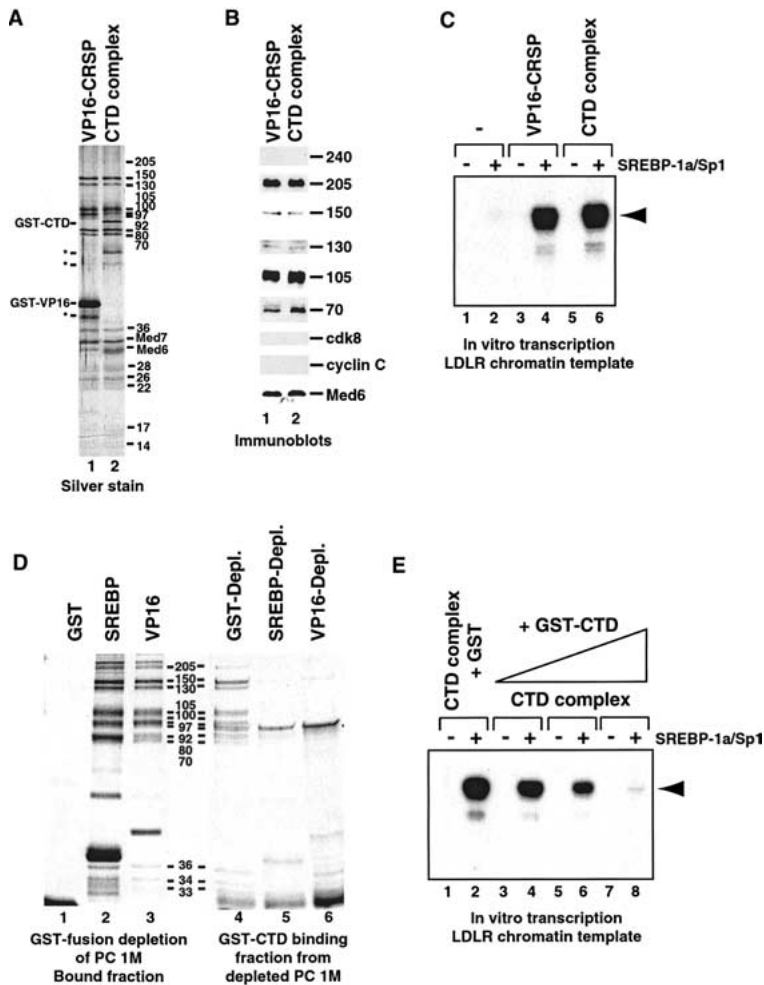 A
VP16-CRSP
CTD complex
205
150
130
105
100
97
92
80
70
GST-CTD
*
*
GST-VP16
*
36
Med7
Med6
28
26
22
17
14
1 2
Silver stain
B
VP16-CRSP
CTD complex
240
205
150
130
105
70
cdk8
cyclin C
Med6
1 2
Immunoblots
C
- VP16-CRSP CTD complex
- + - + - + SREBP-1a/Sp1
1 2 3 4 5 6
In vitro transcription
LDLR chromatin template
D
GST
SREBP
VP16
GST-Depl.
SREBP-Depl.
VP16-Depl.
205
150
130
105
100
97
92
80
70
36
34
33
1 2 3 4 5 6
GST-fusion depletion
of PC 1M
Bound fraction
GST-CTD binding
fraction from
depleted PC 1M
E
CTD complex
+ GST
+ GST-CTD
CTD complex
- + - + - + - + SREBP-1a/Sp1
1 2 3 4 5 6 7 8
In vitro transcription
LDLR chromatin template